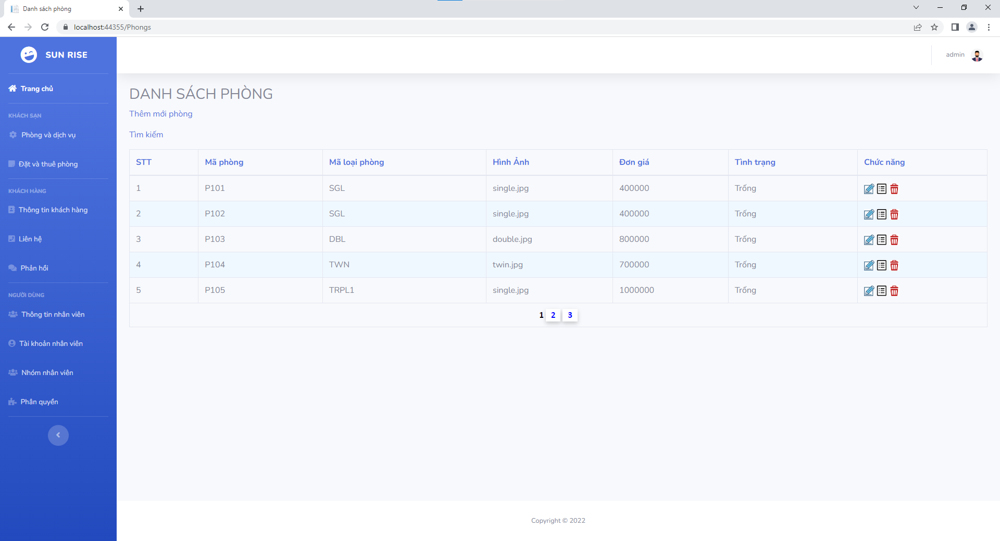 Danh sách phòng
localhost:44355/Phongs
SUN RISE
admin
Trang chủ
KHÁCH SẠN
Phòng và dịch vụ
Đặt và thuê phòng
KHÁCH HÀNG
Thông tin khách hàng
Liên hệ
Phản hồi
NGƯỜI DÙNG
Thông tin nhân viên
Tài khoản nhân viên
Nhóm nhân viên
Phân quyền
DANH SÁCH PHÒNG
Thêm mới phòng
Tìm kiếm
STT Mã phòng Mã loại phòng Hình Ảnh Đơn giá Tình trạng Chức năng
1 P101 SGL single.jpg 400000 Trống
2 P102 SGL single.jpg 400000 Trống
3 P103 DBL double.jpg 800000 Trống
4 P104 TWN twin.jpg 700000 Trống
5 P105 TRPL1 single.jpg 1000000 Trống
1 2 3
Copyright © 2022